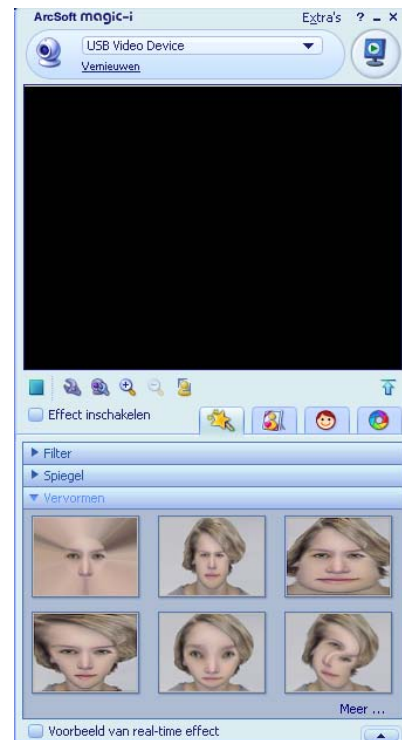 ArcSoft magic-i Extra's ? – ×
USB Video Device
Vernieuwen
Effect inschakelen
Filter
Spiegel
Vervormen
Meer ...
Voorbeeld van real-time effect